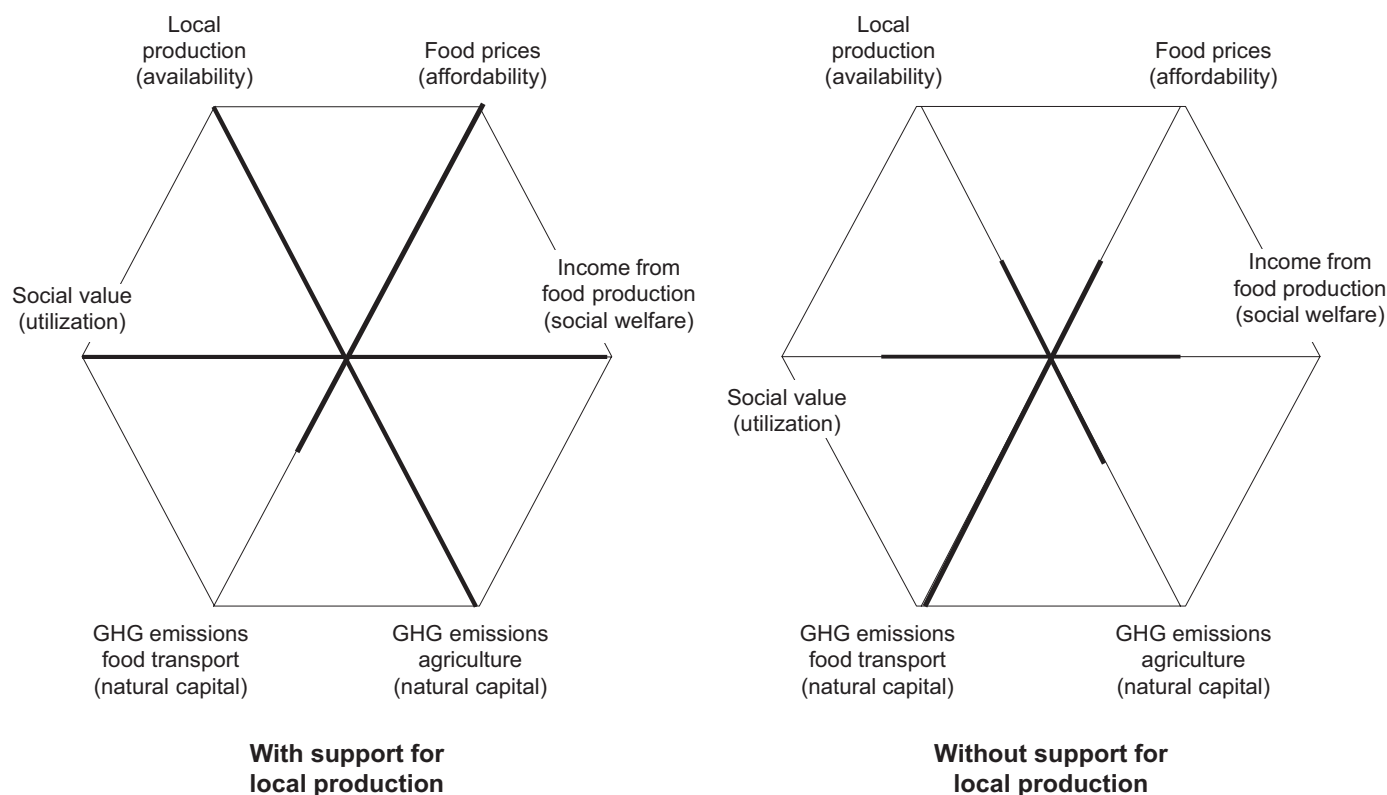 Local
production
(availability)
Food prices
(affordability)
Social value
(utilization)
Income from
food production
(social welfare)
GHG emissions
food transport
(natural capital)
GHG emissions
agriculture
(natural capital)
With support for
local production
Local
production
(availability)
Food prices
(affordability)
Income from
food production
(social welfare)
Social value
(utilization)
GHG emissions
food transport
(natural capital)
GHG emissions
agriculture
(natural capital)
Without support for
local production